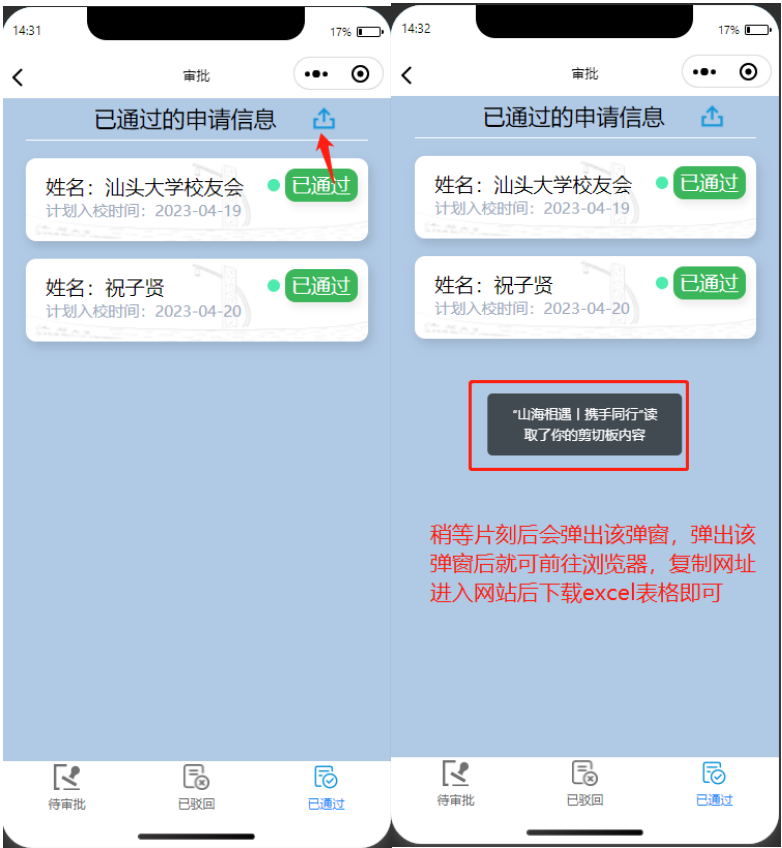 14:31
17%
审批
已通过的申请信息
姓名：汕头大学校友会
已通过
计划入校时间：2023-04-19
姓名：祝子贤
已通过
计划入校时间：2023-04-20
待审批
已驳回
已通过
14:32
17%
审批
已通过的申请信息
姓名：汕头大学校友会
已通过
计划入校时间：2023-04-19
姓名：祝子贤
已通过
计划入校时间：2023-04-20
“山海相遇丨携手同行”读
取了你的剪切板内容
稍等片刻后会弹出该弹窗，弹出该
弹窗后就可前往浏览器，复制网址
进入网站后下载excel表格即可
待审批
已驳回
已通过